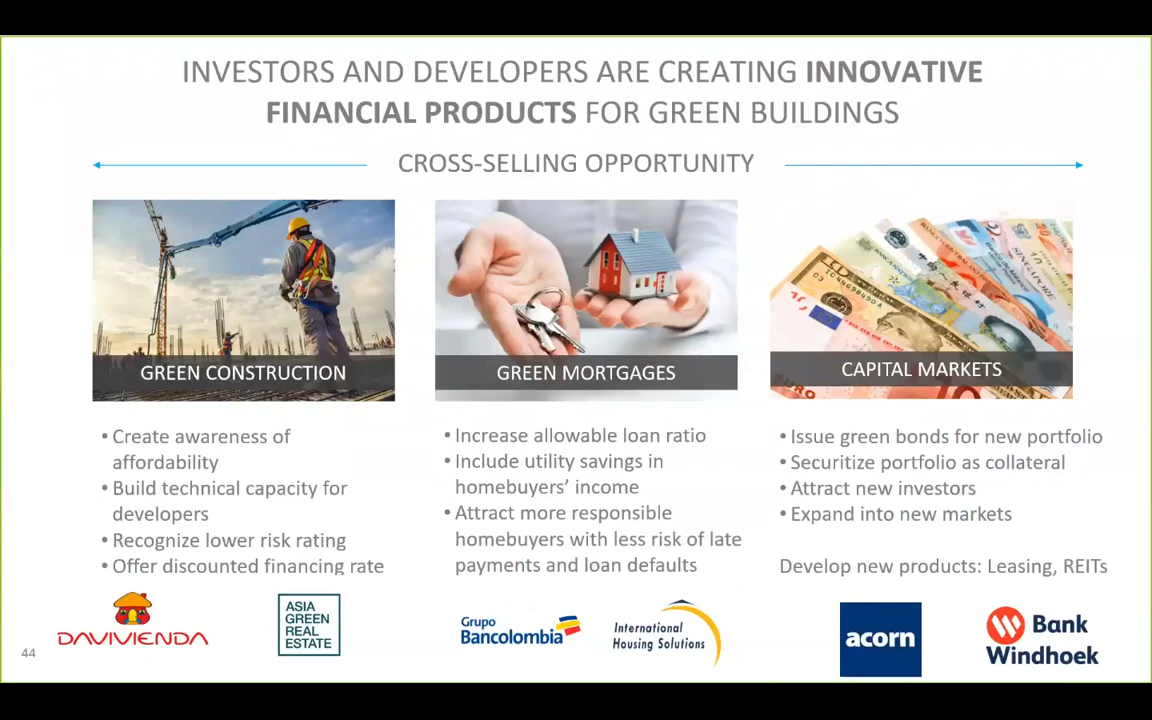 INVESTORS AND DEVELOPERS ARE CREATING INNOVATIVE
FINANCIAL PRODUCTS FOR GREEN BUILDINGS
CROSS-SELLING OPPORTUNITY
GREEN CONSTRUCTION
• Create awareness of
affordability
• Build technical capacity for
developers
• Recognize lower risk rating
• Offer discounted financing rate
DAVIVIENDA
ASIA
GREEN
REAL
ESTATE
GREEN MORTGAGES
• Increase allowable loan ratio
• Include utility savings in
homebuyers’ income
• Attract more responsible
homebuyers with less risk of late
payments and loan defaults
Grupo
Bancolombia
International
Housing Solutions
SINGAPORE
10
EURO
CAPITAL MARKETS
• Issue green bonds for new portfolio
• Securitize portfolio as collateral
• Attract new investors
• Expand into new markets
Develop new products: Leasing, REITs
acorn
Bank
Windhoek
44